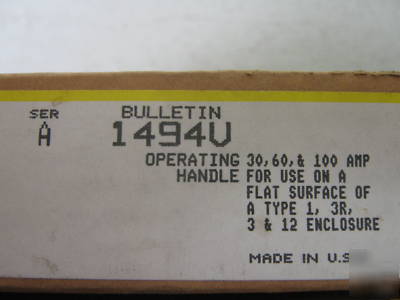 SER
A
BULLETIN
1494V
OPERATING
HANDLE
30,60,& 100 AMP
FOR USE ON A
FLAT SURFACE OF
A TYPE 1, 3R,
3 & 12 ENCLOSURE
MADE IN U.S